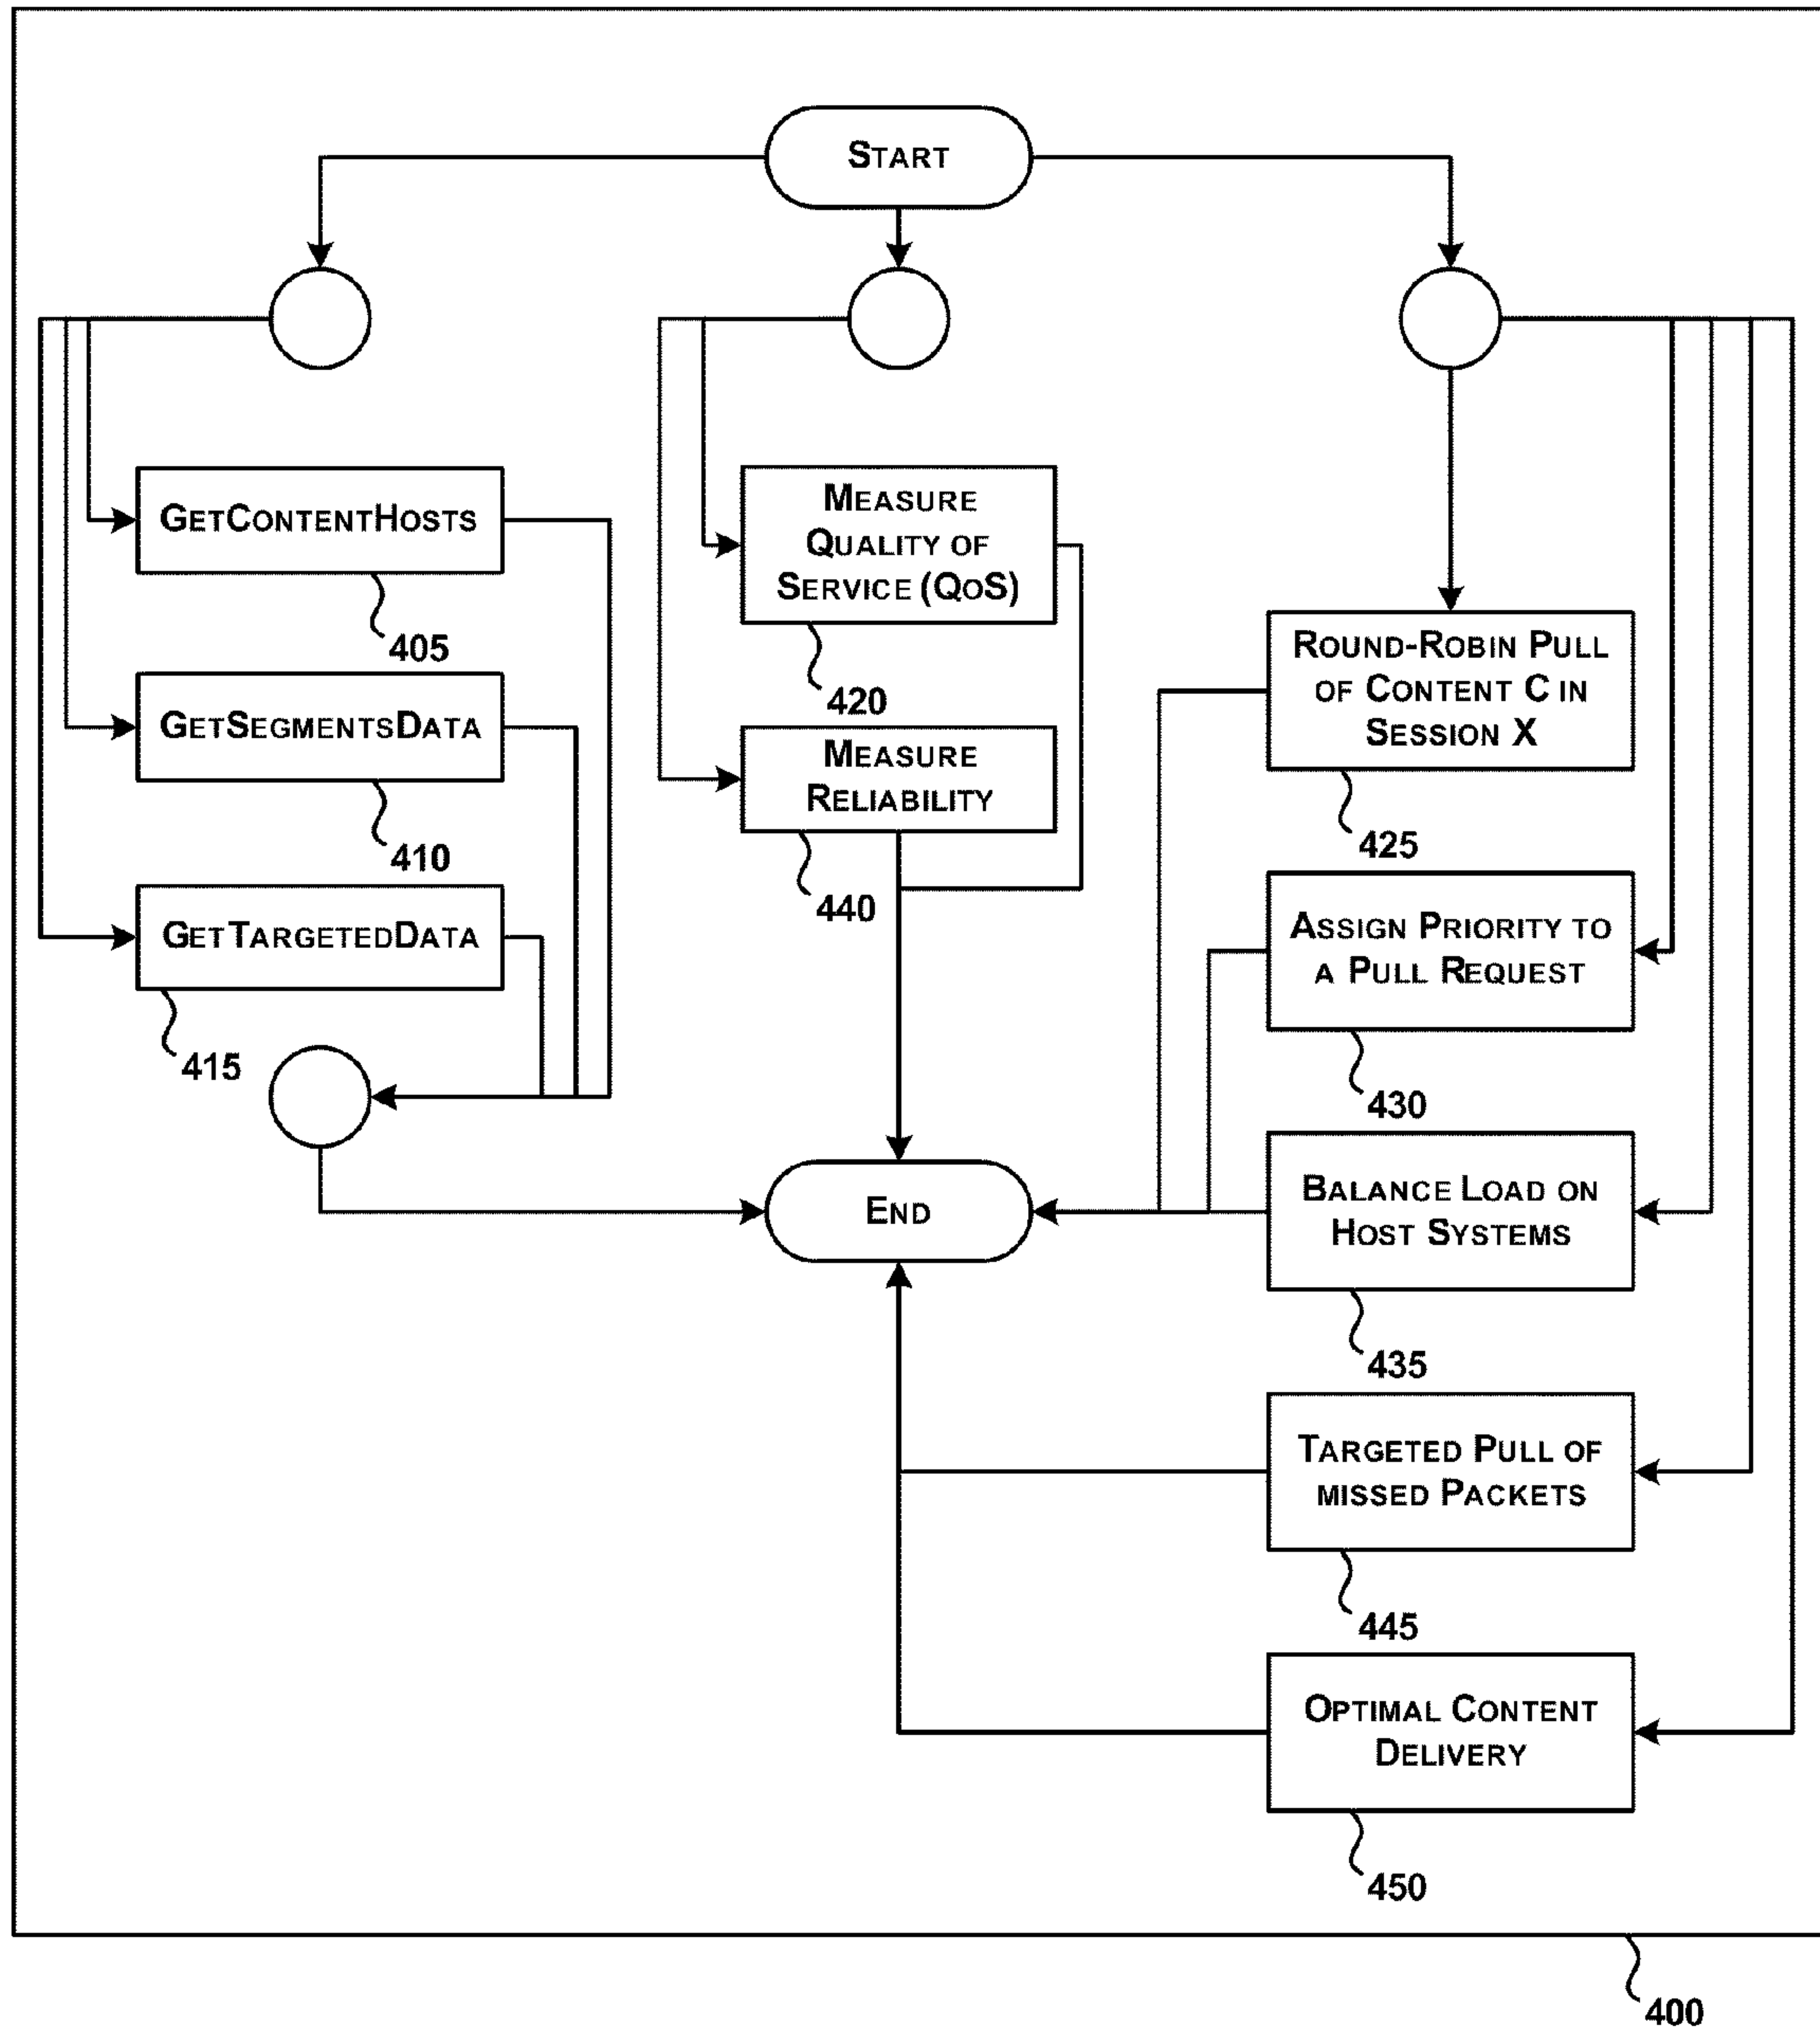 START
GETCONTENTHOSTS
405
GETSEGMENTSDATA
410
GETTARGETEDDATA
415
MEASURE
QUALITY OF
SERVICE (QOS)
420
MEASURE
RELIABILITY
440
ROUND-ROBIN PULL
OF CONTENT C IN
SESSION X
425
ASSIGN PRIORITY TO
A PULL REQUEST
430
BALANCE LOAD ON
HOST SYSTEMS
435
TARGETED PULL OF
MISSED PACKETS
445
OPTIMAL CONTENT
DELIVERY
450
END
400